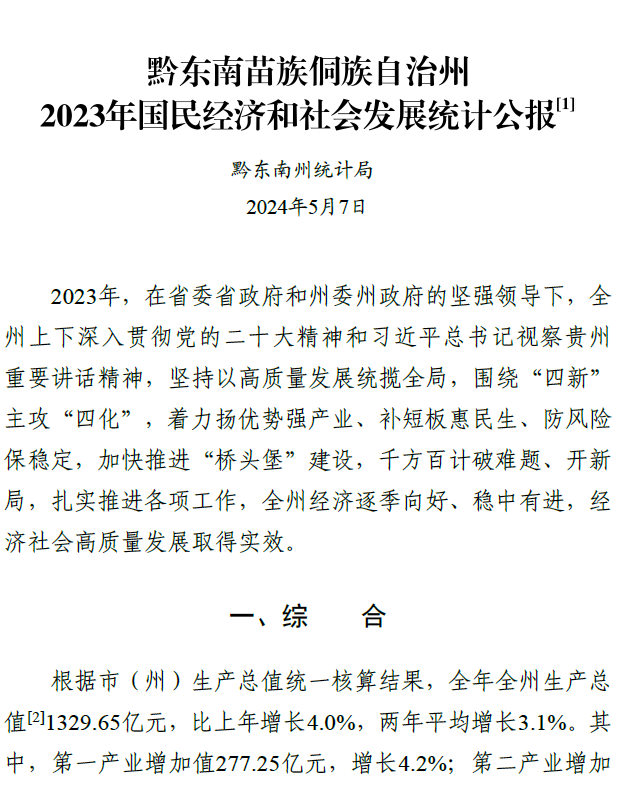 黔东南苗族侗族自治州
2023年国民经济和社会发展统计公报[1]
黔东南州统计局
2024年5月7日
2023年，在省委省政府和州委州政府的坚强领导下，全
州上下深入贯彻党的二十大精神和习近平总书记视察贵州
重要讲话精神，坚持以高质量发展统揽全局，围绕“四新”
主攻“四化”，着力扬优势强产业、补短板惠民生、防风险
保稳定，加快推进“桥头堡”建设，千方百计破难题、开新
局，扎实推进各项工作，全州经济逐季向好、稳中有进，经
济社会高质量发展取得实效。
一、综　　合
根据市（州）生产总值统一核算结果，全年全州生产总
值[2]1329.65亿元，比上年增长4.0%，两年平均增长3.1%。其
中，第一产业增加值277.25亿元，增长4.2%；第二产业增加